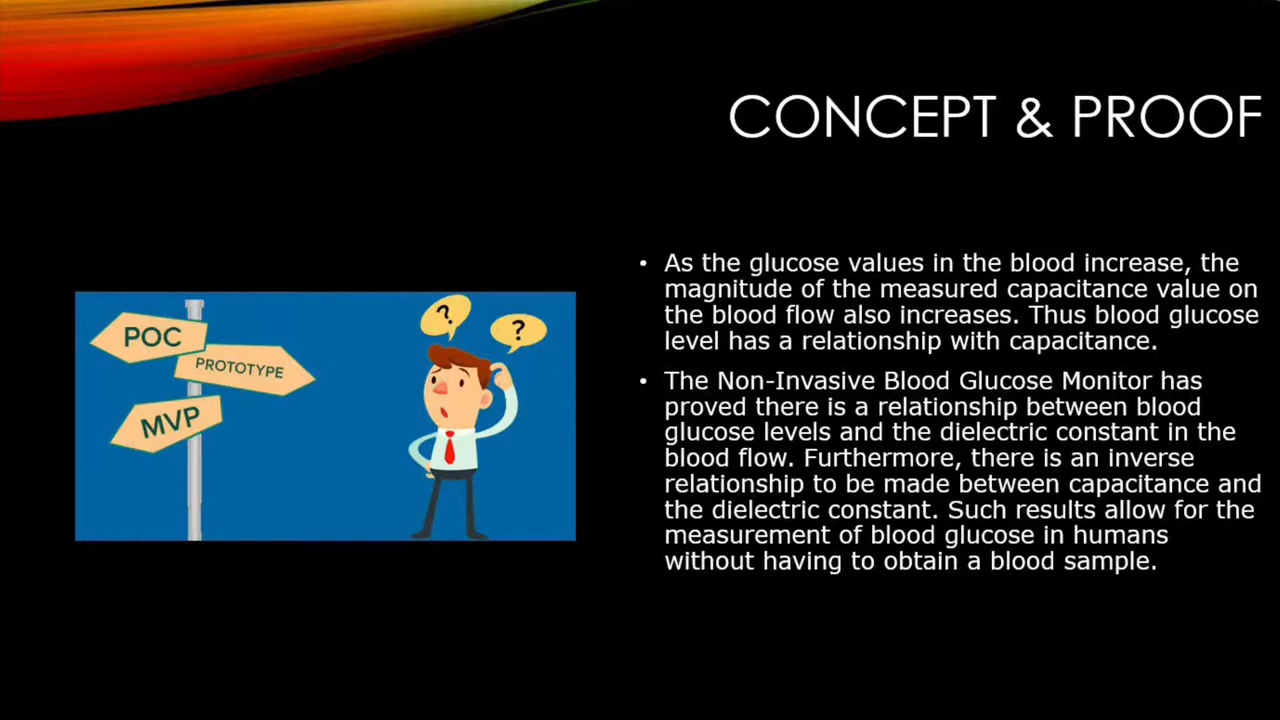 CONCEPT & PROOF
POC
PROTOTYPE
MVP
?
?
• As the glucose values in the blood increase, the
magnitude of the measured capacitance value on
the blood flow also increases. Thus blood glucose
level has a relationship with capacitance.
• The Non-Invasive Blood Glucose Monitor has
proved there is a relationship between blood
glucose levels and the dielectric constant in the
blood flow. Furthermore, there is an inverse
relationship to be made between capacitance and
the dielectric constant. Such results allow for the
measurement of blood glucose in humans
without having to obtain a blood sample.